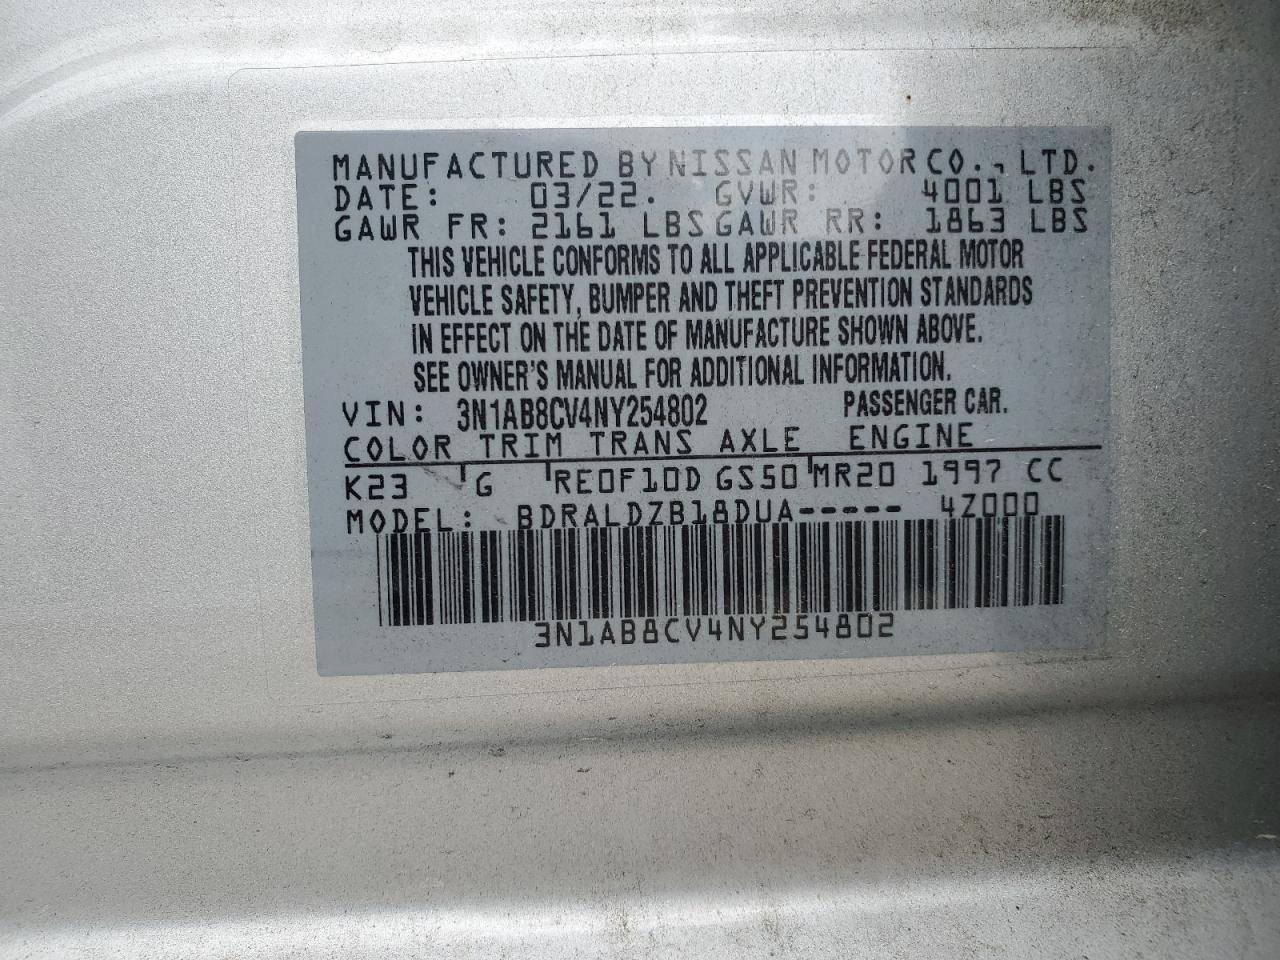 MANUFACTURED BY NISSAN MOTOR CO., LTD.
DATE: 03/22. GVWR: 4001 LBS
GAWR FR: 2161 LBS GAWR RR: 1863 LBS
THIS VEHICLE CONFORMS TO ALL APPLICABLE FEDERAL MOTOR
VEHICLE SAFETY, BUMPER AND THEFT PREVENTION STANDARDS
IN EFFECT ON THE DATE OF MANUFACTURE SHOWN ABOVE.
SEE OWNER'S MANUAL FOR ADDITIONAL INFORMATION.
VIN: 3N1AB8CV4NY254802 PASSENGER CAR.
COLOR TRIM TRANS AXLE ENGINE
K23 G RE0F10D GS50 MR20 1997 CC
MODEL: BDRALDZB18DUA----- 4Z000
3N1AB8CV4NY254802